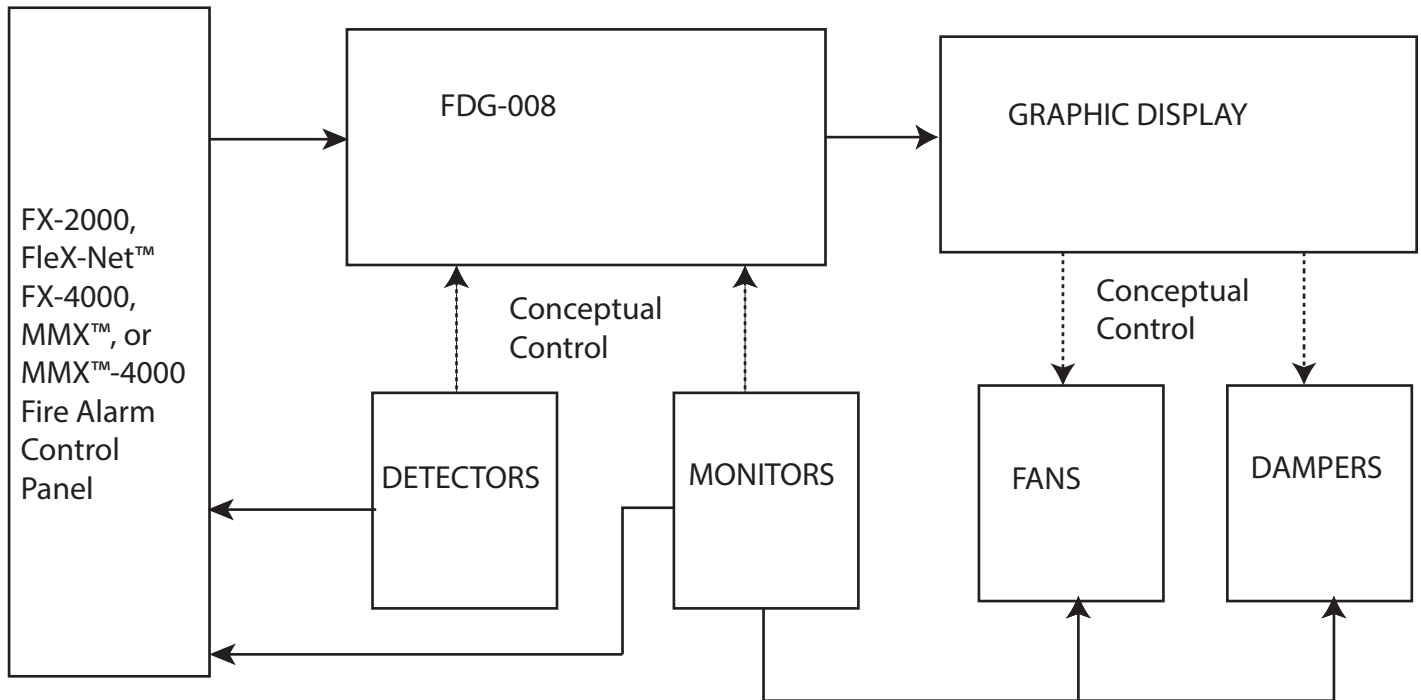 FX-2000,
FleX-Net™
FX-4000,
MMX™, or
MMX™-4000
Fire Alarm
Control
Panel
FDG-008
GRAPHIC DISPLAY
Conceptual
Control
Conceptual
Control
DETECTORS
MONITORS
FANS
DAMPERS